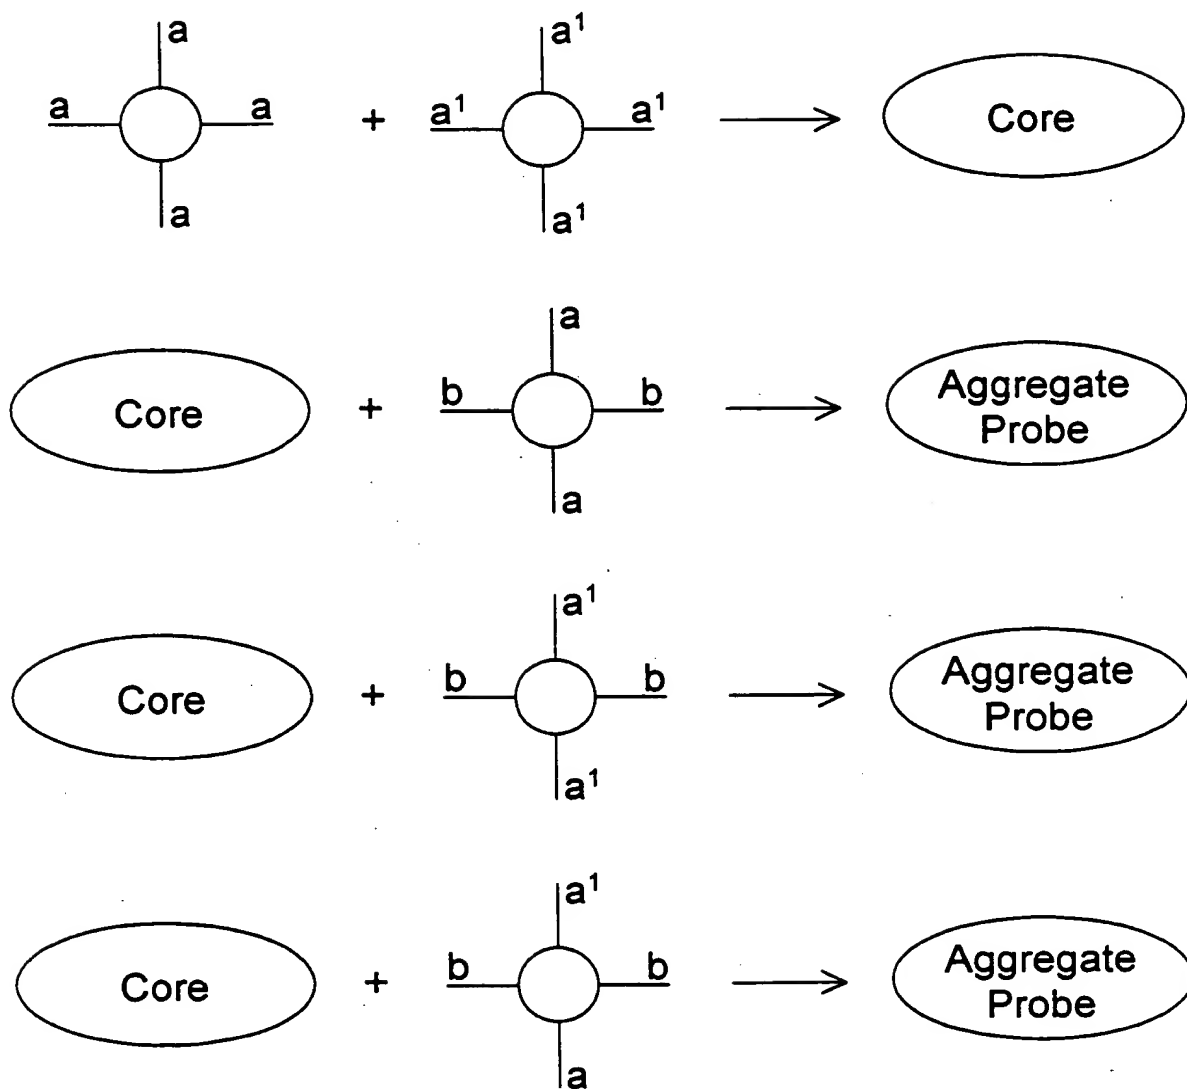 a a¹
a a + a¹ a¹ Core
a a¹
a
Core + b b Aggregate
Probe
a
a¹
Core + b b Aggregate
Probe
a¹
a¹
Core + b b Aggregate
Probe
a